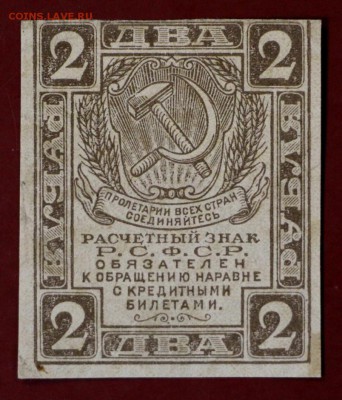 COINS.LAY.RU
2 ДВА 2
РУБЛЯ
РУБЛЯ
ПРОЛЕТАРИИ ВСЕХ СТРАН
СОЕДИНЯЙТЕСЬ
РАСЧЕТНЫЙ ЗНАК
Р. С. Ф. С. Р.
ОБЯЗАТЕЛЕН
К ОБРАЩЕНИЮ НАРАВНЕ
С КРЕДИТНЫМИ
БИЛЕТАМИ.
2 ДВА 2